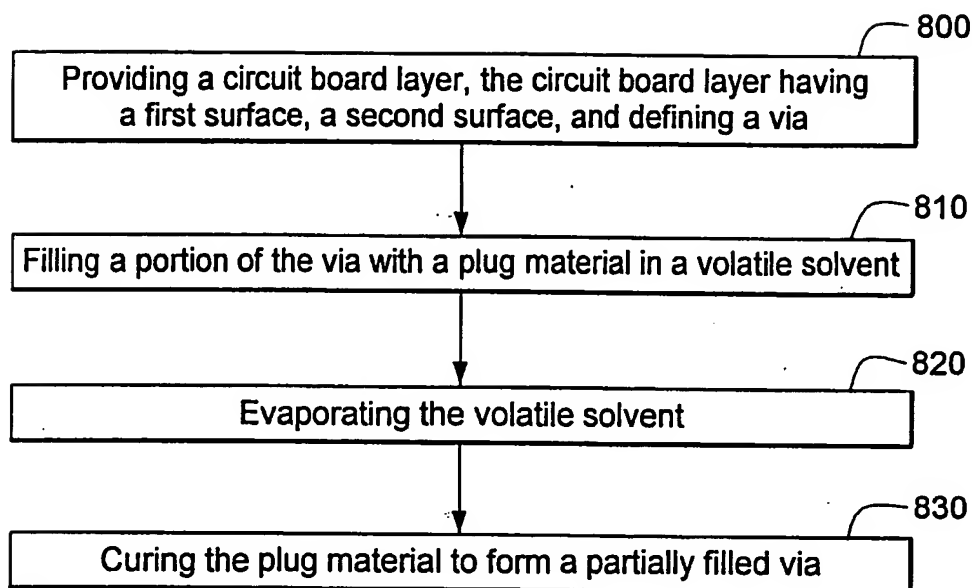 800
Providing a circuit board layer, the circuit board layer having
a first surface, a second surface, and defining a via
810
Filling a portion of the via with a plug material in a volatile solvent
820
Evaporating the volatile solvent
830
Curing the plug material to form a partially filled via